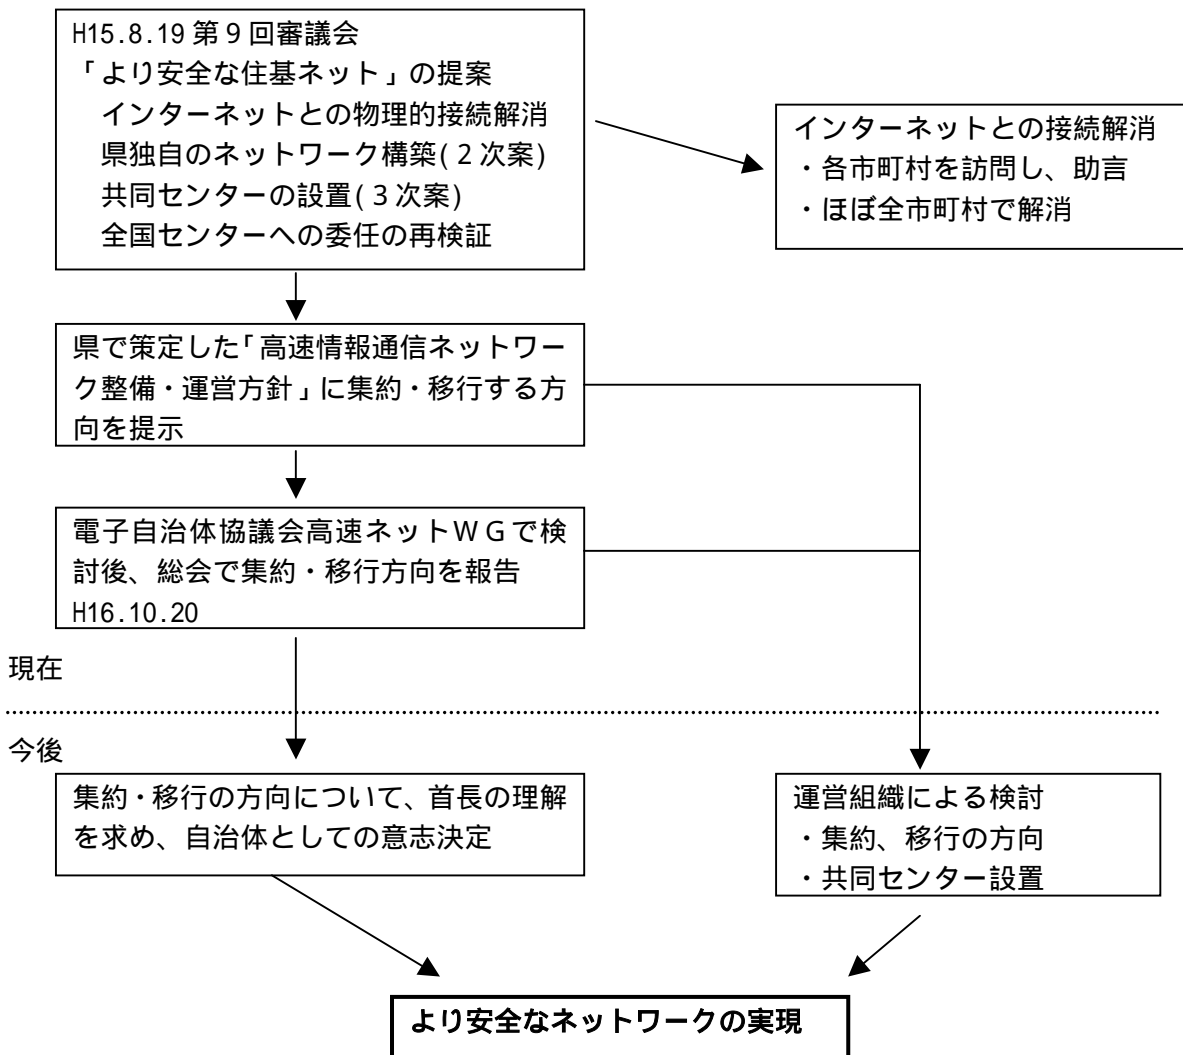 H15.8.19 第9回審議会
「より安全な住基ネット」の提案
インターネットとの物理的接続解消
県独自のネットワーク構築(2次案)
共同センターの設置(3次案)
全国センターへの委任の再検証
インターネットとの接続解消
・各市町村を訪問し、助言
・ほぼ全市町村で解消
県で策定した「高速情報通信ネットワー
ク整備・運営方針」に集約・移行する方
向を提示
電子自治体協議会高速ネットWGで検
討後、総会で集約・移行方向を報告
H16.10.20
現在
今後
集約・移行の方向について、首長の理解
を求め、自治体としての意志決定
運営組織による検討
・集約、移行の方向
・共同センター設置
より安全なネットワークの実現